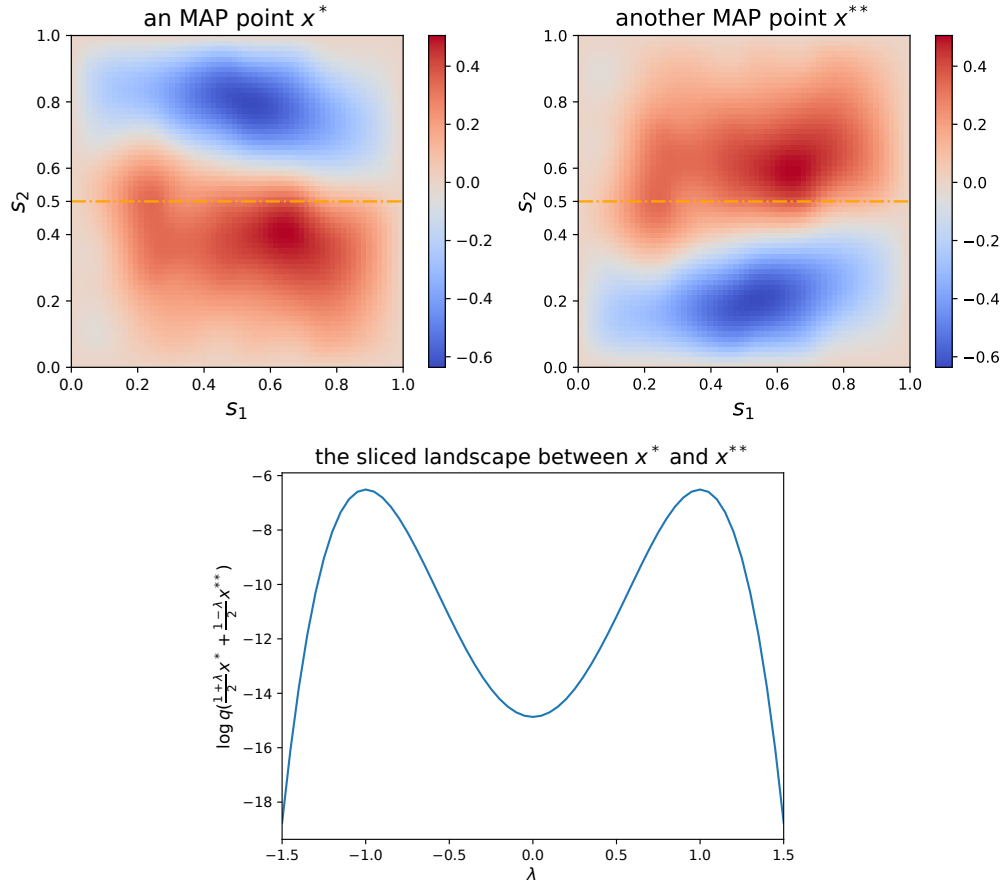 an MAP point x*
another MAP point x**
1.0
0.8
0.6
0.5
0.4
0.2
0.0
s₂
0.0 0.2 0.4 0.6 0.8 1.0
s₁
0.4
0.2
0.0
−0.2
−0.4
−0.6
1.0
0.8
0.6
0.5
0.4
0.2
0.0
s₂
0.0 0.2 0.4 0.6 0.8 1.0
s₁
0.4
0.2
0.0
−0.2
−0.4
−0.6
the sliced landscape between x* and x**
log q(\frac{1+λ}{2}x* + \frac{1−λ}{2}x**)
−6
−8
−10
−12
−14
−16
−18
−1.5 −1.0 −0.5 0.0 0.5 1.0 1.5
λ